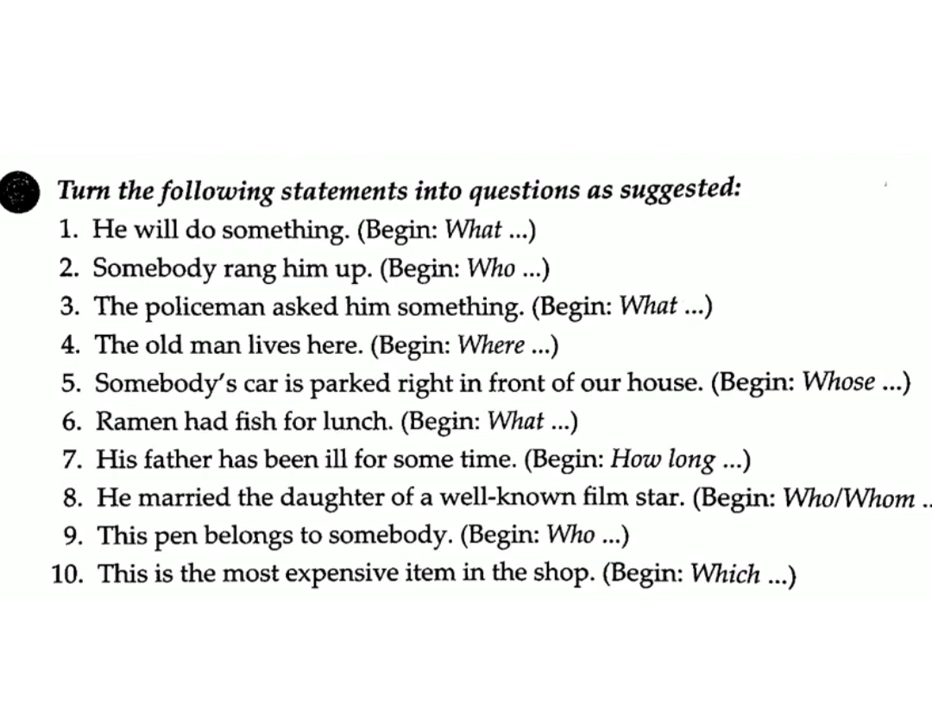 Turn the following statements into questions as suggested:
1. He will do something. (Begin: What ...)
2. Somebody rang him up. (Begin: Who ...)
3. The policeman asked him something. (Begin: What ...)
4. The old man lives here. (Begin: Where ...)
5. Somebody's car is parked right in front of our house. (Begin: Whose ...)
6. Ramen had fish for lunch. (Begin: What ...)
7. His father has been ill for some time. (Begin: How long ...)
8. He married the daughter of a well-known film star. (Begin: Who/Whom ..
9. This pen belongs to somebody. (Begin: Who ...)
10. This is the most expensive item in the shop. (Begin: Which ...)